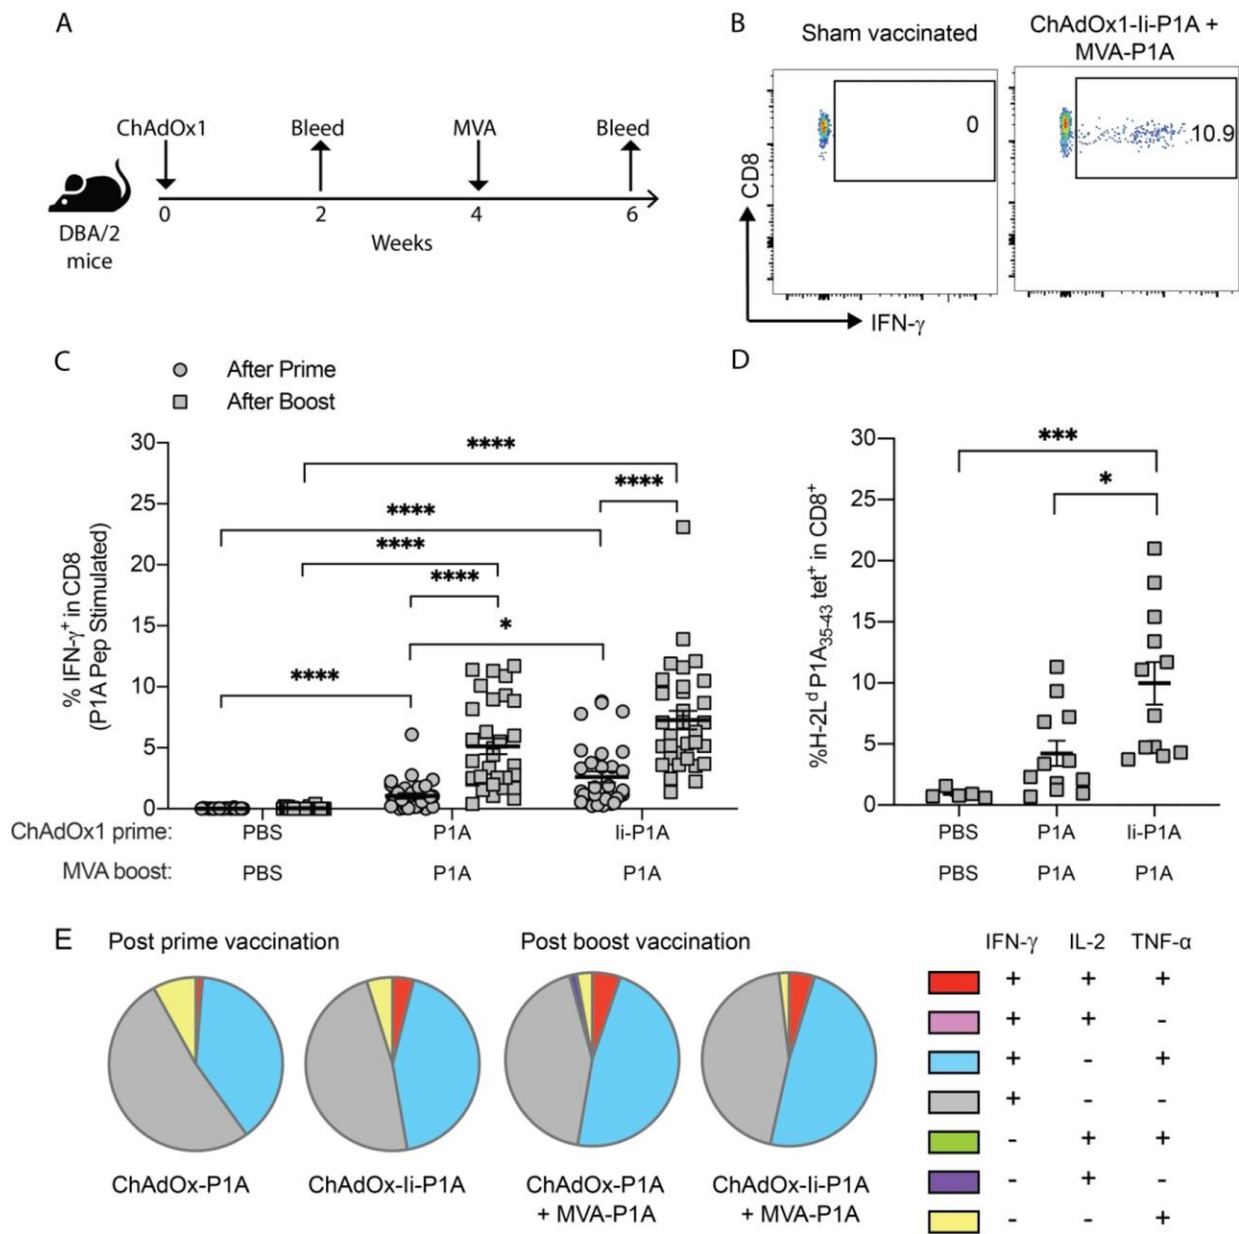 A
ChAdOx1
Bleed
MVA
Bleed
0
2
4
6
Weeks
DBA/2
mice
B
Sham vaccinated
ChAdOx1-Ii-P1A +
MVA-P1A
0
10.9
CD8
IFN-γ
C
After Prime
After Boost
% IFN-γ+ in CD8
(P1A Pep Stimulated)
30
25
20
15
10
5
0
****
****
****
****
****
*
****
ChAdOx1 prime:
PBS
P1A
Ii-P1A
MVA boost:
PBS
P1A
P1A
D
%H-2Ld P1A35-43 tet+ in CD8+
30
25
20
15
10
5
0
***
*
PBS
P1A
Ii-P1A
PBS
P1A
P1A
E
Post prime vaccination
Post boost vaccination
ChAdOx-P1A
ChAdOx-Ii-P1A
ChAdOx-P1A
+ MVA-P1A
ChAdOx-Ii-P1A
+ MVA-P1A
IFN-γ IL-2 TNF-α
+ + +
+ + -
+ - +
+ - -
- + +
- + -
- - +